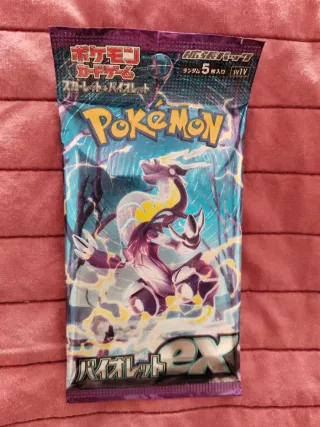 ポケモン
カードゲーム
スカーレット&バイオレット
拡張パック
ランダム5枚入り SV1V
POKÉMON
バイオレットex